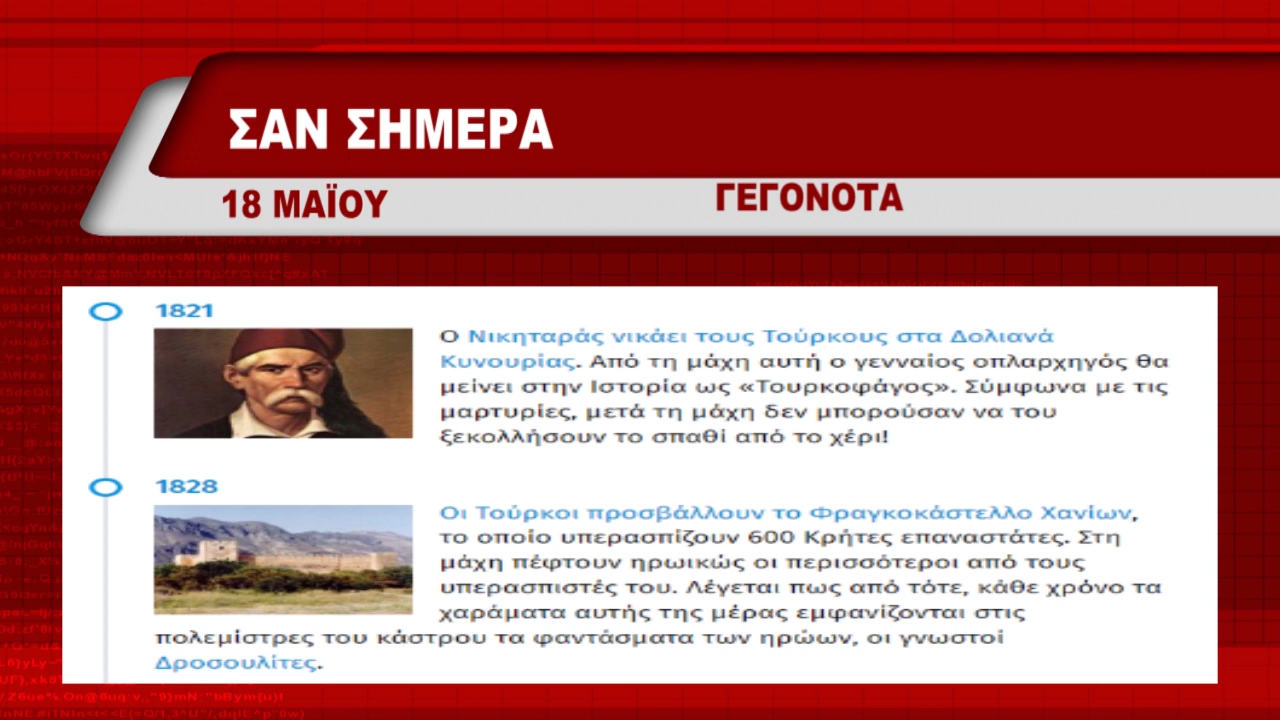 ΣΑΝ ΣΗΜΕΡΑ
18 ΜΑΪΟΥ
ΓΕΓΟΝΟΤΑ
1821
Ο Νικηταράς νικάει τους Τούρκους στα Δολιανά
Κυνουρίας. Από τη μάχη αυτή ο γενναίος οπλαρχηγός θα
μείνει στην Ιστορία ως «Τουρκοφάγος». Σύμφωνα με τις
μαρτυρίες, μετά τη μάχη δεν μπορούσαν να του
ξεκολλήσουν το σπαθί από το χέρι!
1828
Οι Τούρκοι προσβάλλουν το Φραγκοκάστελλο Χανίων,
το οποίο υπερασπίζουν 600 Κρήτες επαναστάτες. Στη
μάχη πέφτουν ηρωικώς οι περισσότεροι από τους
υπερασπιστές του. Λέγεται πως από τότε, κάθε χρόνο τα
χαράματα αυτής της μέρας εμφανίζονται στις
πολεμίστρες του κάστρου τα φαντάσματα των ηρώων, οι γνωστοί
Δροσουλίτες.